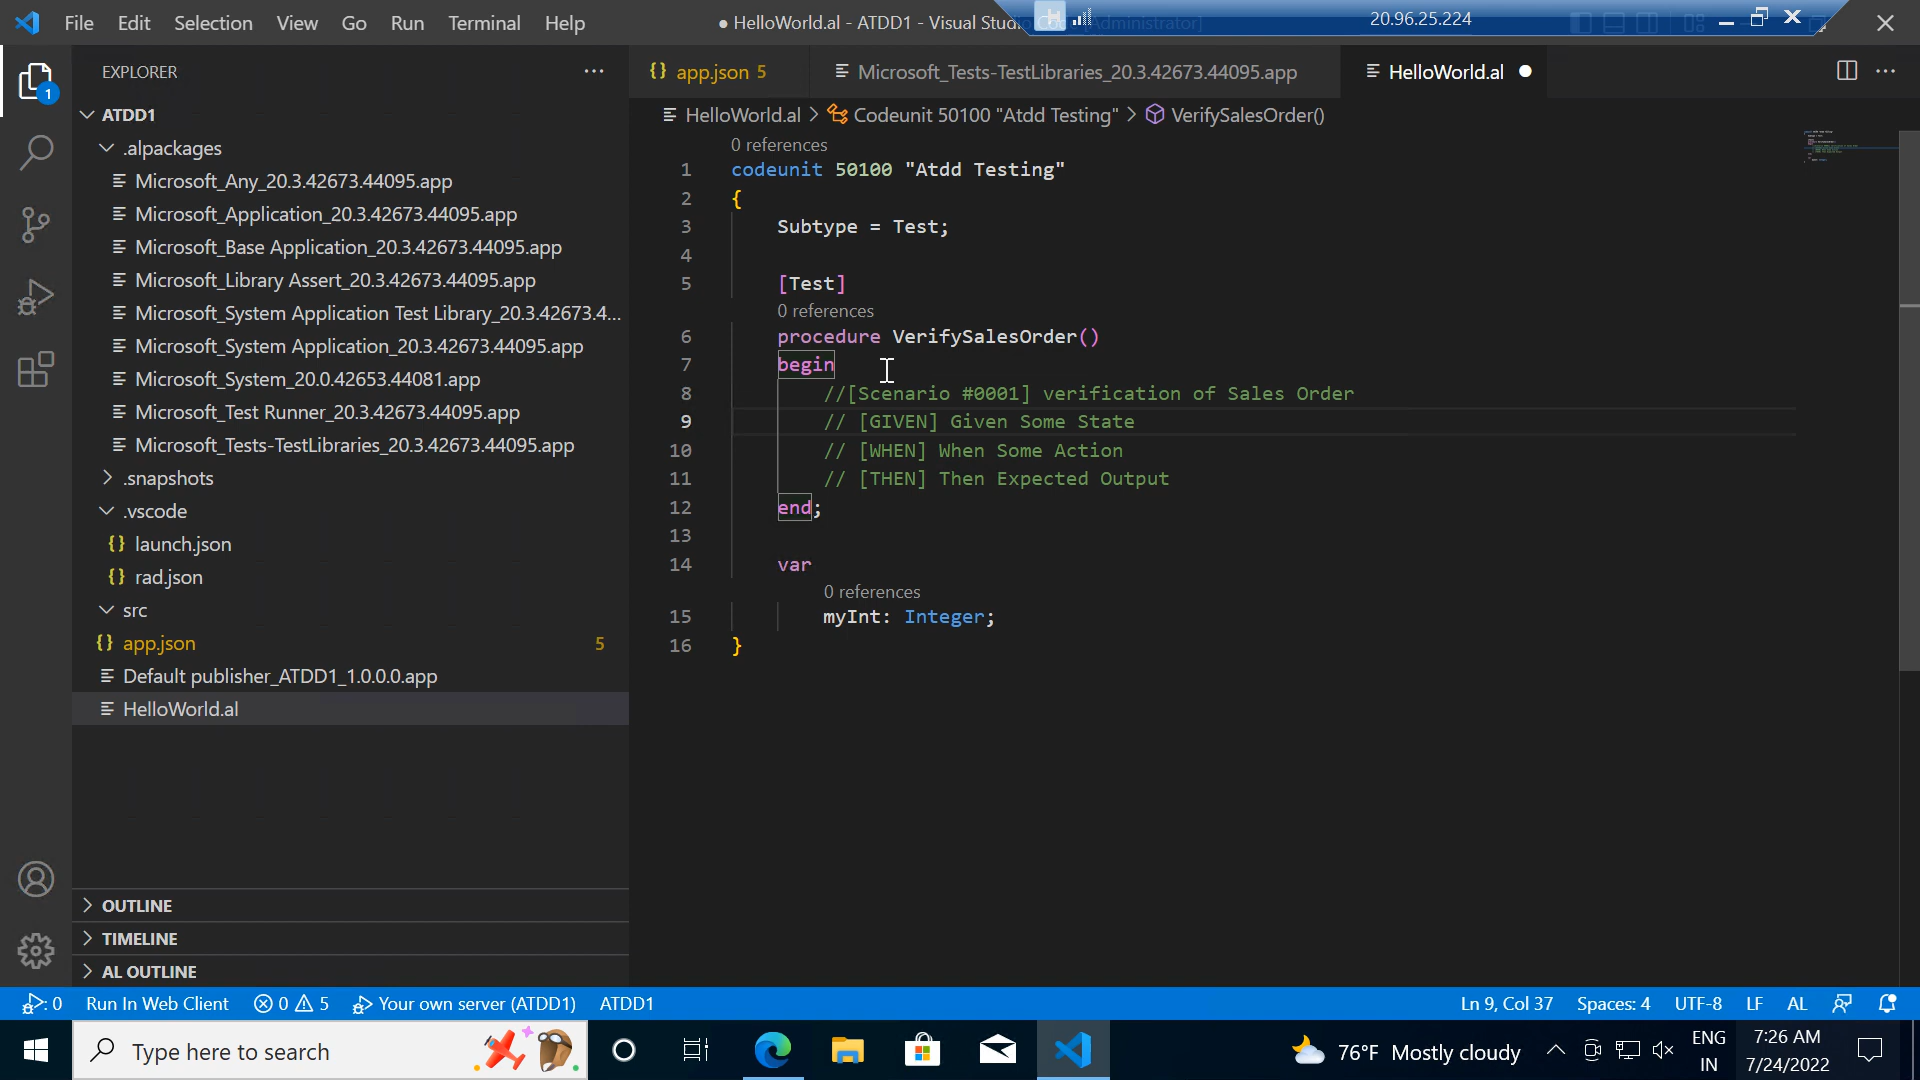 File Edit Selection View Go Run Terminal Help
● HelloWorld.al - ATDD1 - Visual Studi
20.96.25.224
EXPLORER
ATDD1
.alpackages
Microsoft_Any_20.3.42673.44095.app
Microsoft_Application_20.3.42673.44095.app
Microsoft_Base Application_20.3.42673.44095.app
Microsoft_Library Assert_20.3.42673.44095.app
Microsoft_System Application Test Library_20.3.42673.4...
Microsoft_System Application_20.3.42673.44095.app
Microsoft_System_20.0.42653.44081.app
Microsoft_Test Runner_20.3.42673.44095.app
Microsoft_Tests-TestLibraries_20.3.42673.44095.app
.snapshots
.vscode
{} launch.json
{} rad.json
src
{} app.json 5
Default publisher_ATDD1_1.0.0.0.app
HelloWorld.al
OUTLINE
TIMELINE
AL OUTLINE
1
{} app.json 5
Microsoft_Tests-TestLibraries_20.3.42673.44095.app
HelloWorld.al ●
HelloWorld.al > Codeunit 50100 "Atdd Testing" > VerifySalesOrder()
0 references
1 codeunit 50100 "Atdd Testing"
2 {
3 Subtype = Test;
4
5 [Test]
0 references
6 procedure VerifySalesOrder()
7 begin
8 //[Scenario #0001] verification of Sales Order
9 // [GIVEN] Given Some State
10 // [WHEN] When Some Action
11 // [THEN] Then Expected Output
12 end;
13
14 var
0 references
15 myInt: Integer;
16 }
: 0 Run In Web Client 0 5 Your own server (ATDD1) ATDD1
Ln 9, Col 37 Spaces: 4 UTF-8 LF AL
Type here to search
76°F Mostly cloudy
ENG
IN
7:26 AM
7/24/2022